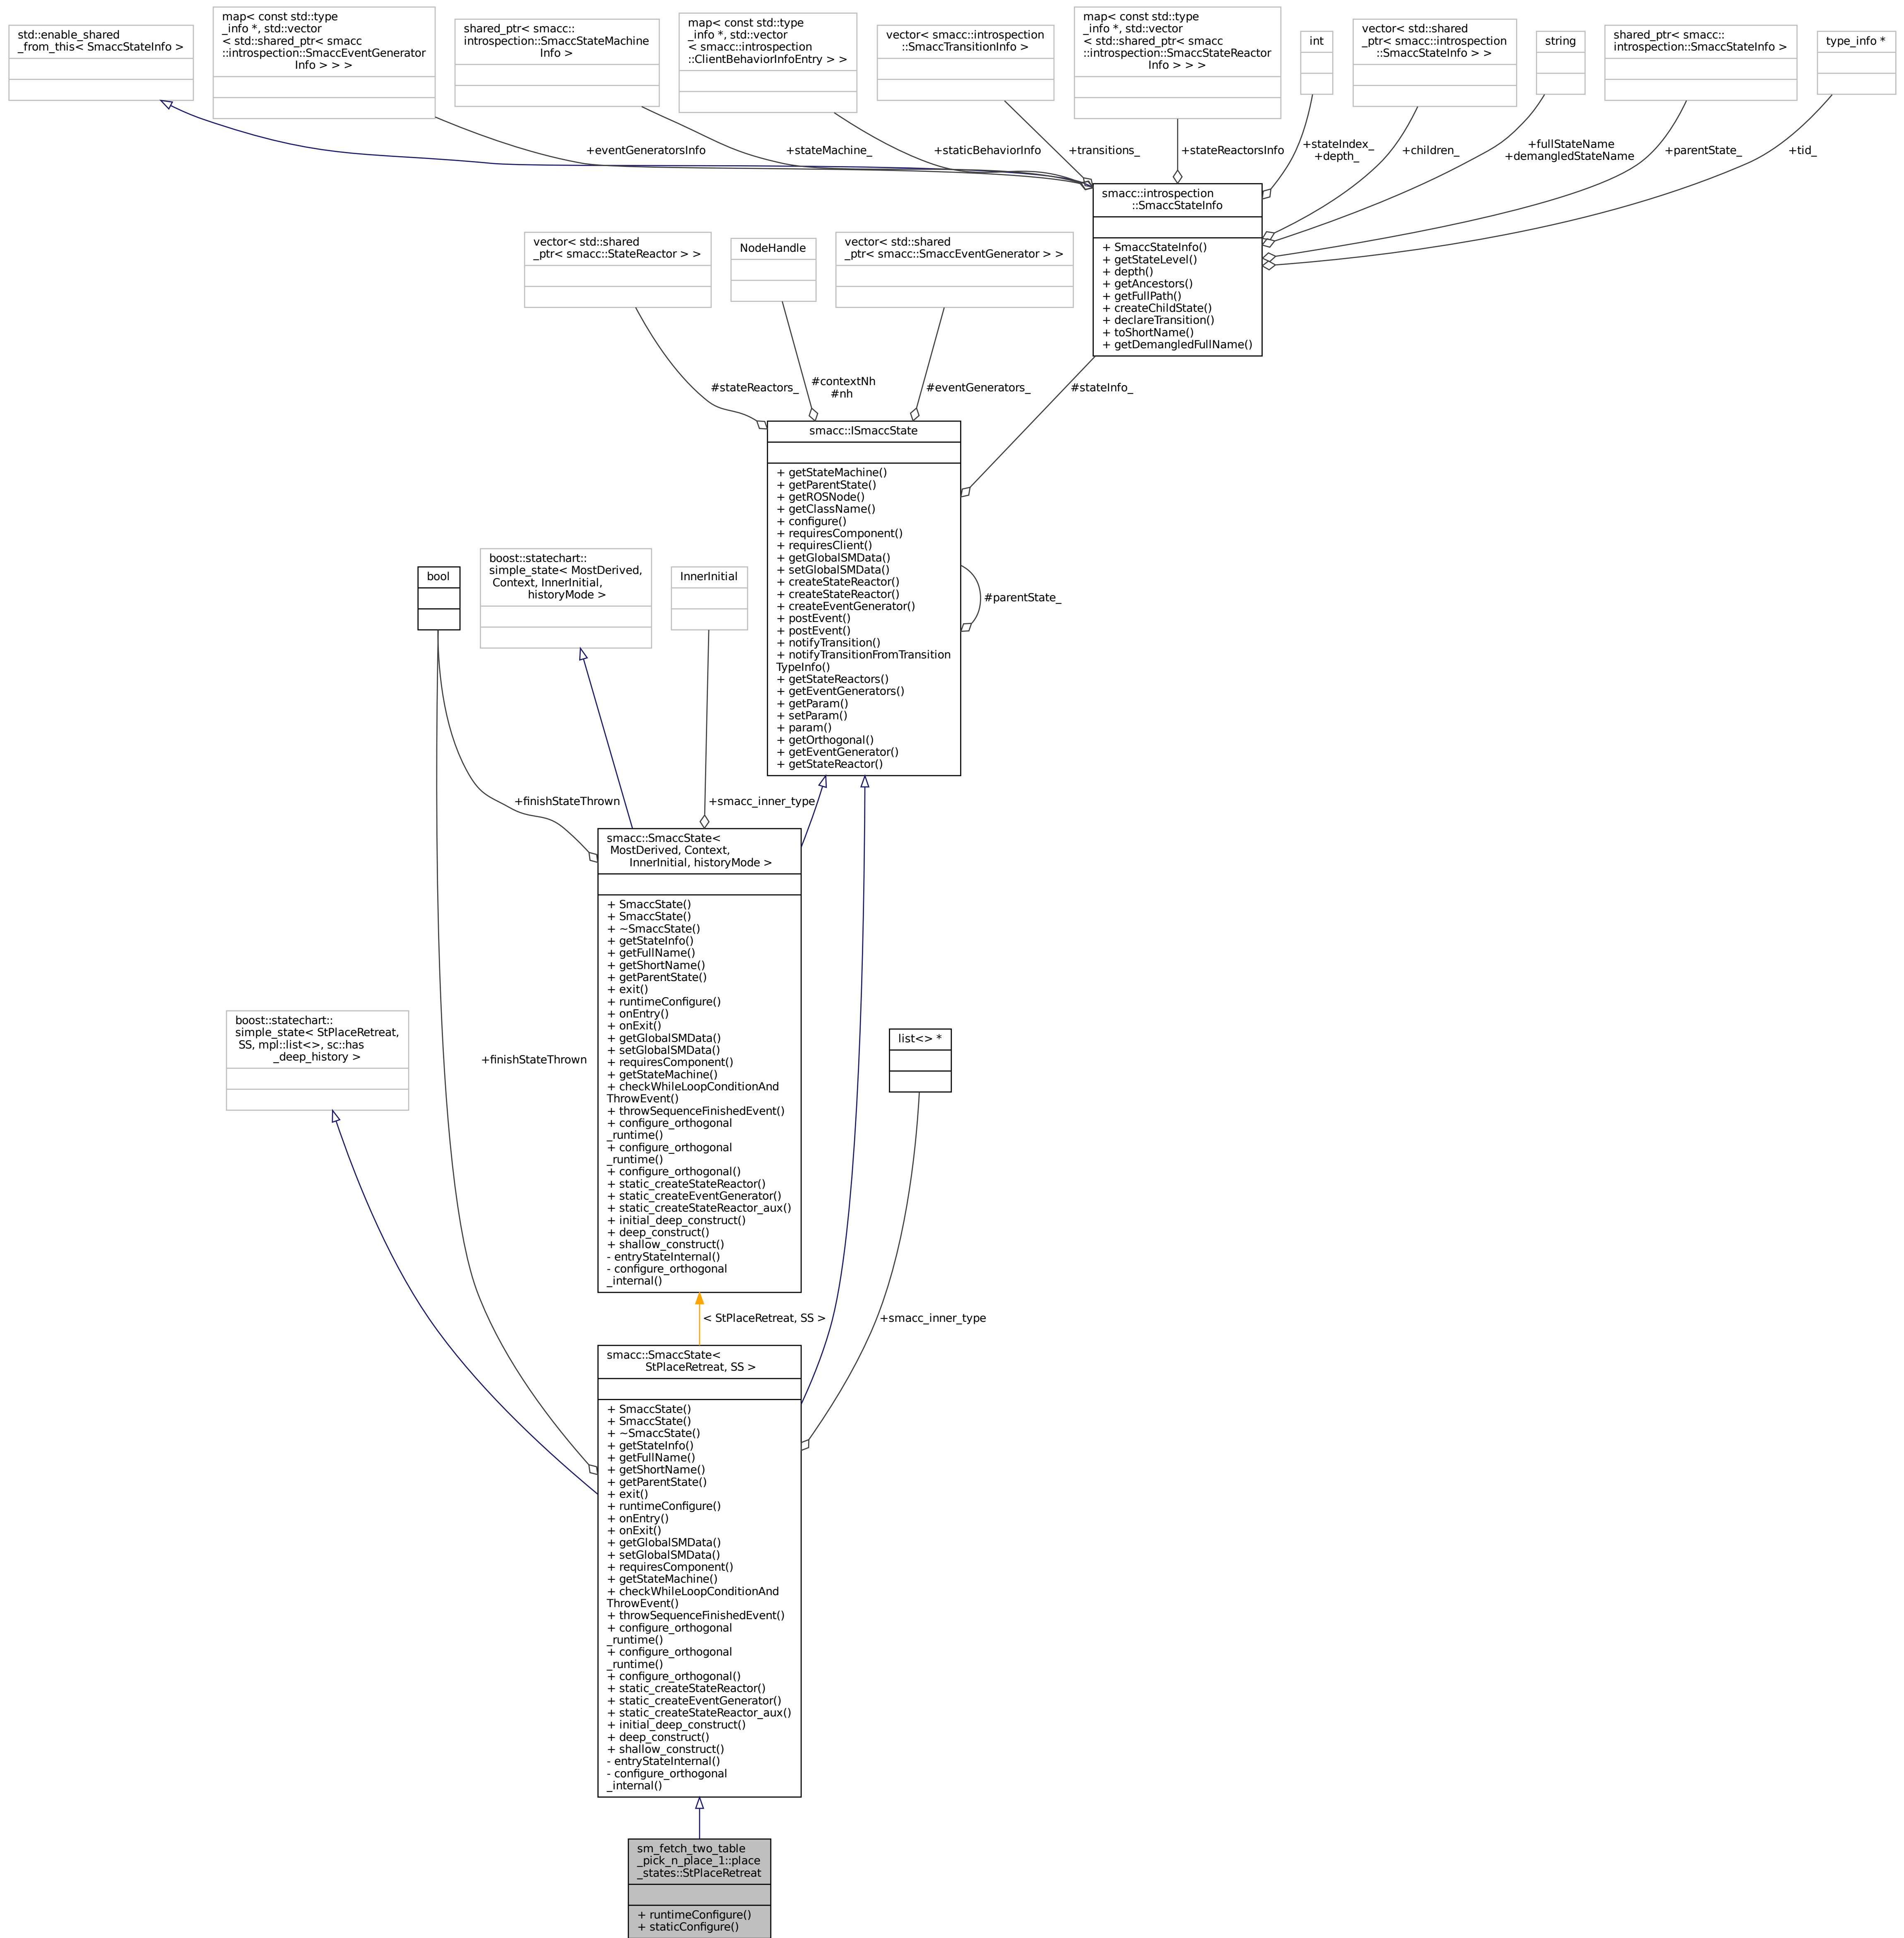 std::enable_shared
_from_this< SmaccStateInfo >
map< const std::type
_info *, std::vector
< std::shared_ptr< smacc
::introspection::SmaccEventGenerator
Info > > >
shared_ptr< smacc::
introspection::SmaccStateMachine
Info >
map< const std::type
_info *, std::vector
< smacc::introspection
::ClientBehaviorInfoEntry > >
vector< smacc::introspection
::SmaccTransitionInfo >
map< const std::type
_info *, std::vector
< std::shared_ptr< smacc
::introspection::SmaccStateReactor
Info > > >
int
vector< std::shared
_ptr< smacc::introspection
::SmaccStateInfo > >
string
shared_ptr< smacc::
introspection::SmaccStateInfo >
type_info *
+eventGeneratorsInfo
+stateMachine_
+staticBehaviorInfo
+transitions_
+stateReactorsInfo
+stateIndex_
+depth_
+children_
+fullStateName
+demangledStateName
+parentState_
+tid_
smacc::introspection
::SmaccStateInfo
+ SmaccStateInfo()
+ getStateLevel()
+ depth()
+ getAncestors()
+ getFullPath()
+ createChildState()
+ declareTransition()
+ toShortName()
+ getDemangledFullName()
vector< std::shared
_ptr< smacc::StateReactor > >
NodeHandle
vector< std::shared
_ptr< smacc::SmaccEventGenerator > >
#stateReactors_
#contextNh
#nh
#eventGenerators_
#stateInfo_
smacc::ISmaccState
+ getStateMachine()
+ getParentState()
+ getROSNode()
+ getClassName()
+ configure()
+ requiresComponent()
+ requiresClient()
+ getGlobalSMData()
+ setGlobalSMData()
+ createStateReactor()
+ createStateReactor()
+ createEventGenerator()
+ postEvent()
+ postEvent()
+ notifyTransition()
+ notifyTransitionFromTransition
TypeInfo()
+ getStateReactors()
+ getEventGenerators()
+ getParam()
+ setParam()
+ param()
+ getOrthogonal()
+ getEventGenerator()
+ getStateReactor()
#parentState_
bool
boost::statechart::
simple_state< MostDerived,
Context, InnerInitial,
historyMode >
InnerInitial
+finishStateThrown
+smacc_inner_type
smacc::SmaccState<
MostDerived, Context,
InnerInitial, historyMode >
+ SmaccState()
+ SmaccState()
+ ~SmaccState()
+ getStateInfo()
+ getFullName()
+ getShortName()
+ getParentState()
+ exit()
+ runtimeConfigure()
+ onEntry()
+ onExit()
+ getGlobalSMData()
+ setGlobalSMData()
+ requiresComponent()
+ getStateMachine()
+ checkWhileLoopConditionAnd
ThrowEvent()
+ throwSequenceFinishedEvent()
+ configure_orthogonal
_runtime()
+ configure_orthogonal
_runtime()
+ configure_orthogonal()
+ static_createStateReactor()
+ static_createEventGenerator()
+ static_createStateReactor_aux()
+ initial_deep_construct()
+ deep_construct()
+ shallow_construct()
- entryStateInternal()
- configure_orthogonal
_internal()
boost::statechart::
simple_state< StPlaceRetreat,
SS, mpl::list<>, sc::has
_deep_history >
+finishStateThrown
list<> *
< StPlaceRetreat, SS >
+smacc_inner_type
smacc::SmaccState<
StPlaceRetreat, SS >
+ SmaccState()
+ SmaccState()
+ ~SmaccState()
+ getStateInfo()
+ getFullName()
+ getShortName()
+ getParentState()
+ exit()
+ runtimeConfigure()
+ onEntry()
+ onExit()
+ getGlobalSMData()
+ setGlobalSMData()
+ requiresComponent()
+ getStateMachine()
+ checkWhileLoopConditionAnd
ThrowEvent()
+ throwSequenceFinishedEvent()
+ configure_orthogonal
_runtime()
+ configure_orthogonal
_runtime()
+ configure_orthogonal()
+ static_createStateReactor()
+ static_createEventGenerator()
+ static_createStateReactor_aux()
+ initial_deep_construct()
+ deep_construct()
+ shallow_construct()
- entryStateInternal()
- configure_orthogonal
_internal()
sm_fetch_two_table
_pick_n_place_1::place
_states::StPlaceRetreat
+ runtimeConfigure()
+ staticConfigure()